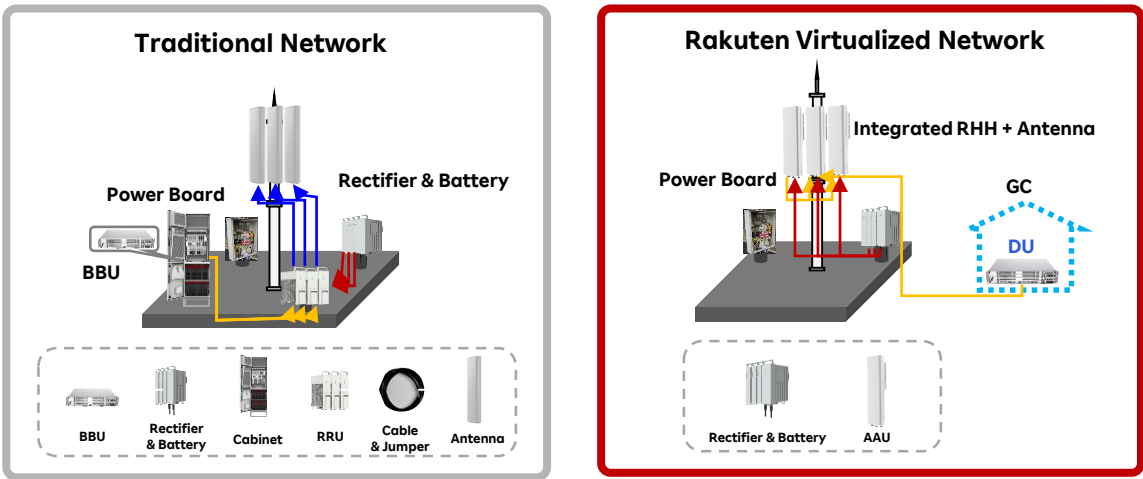 Traditional Network
Power Board
Rectifier & Battery
BBU
BBU
Rectifier
& Battery
Cabinet
RRU
Cable
& Jumper
Antenna
Rakuten Virtualized Network
Integrated RHH + Antenna
Power Board
GC
DU
Rectifier & Battery
AAU